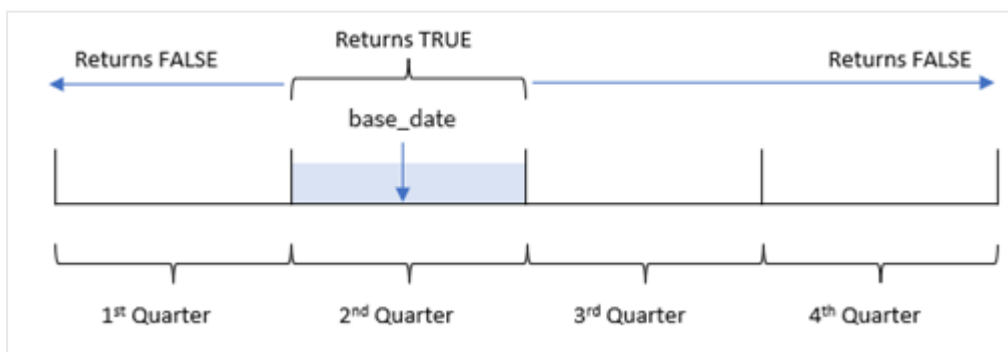 Returns TRUE
Returns FALSE
Returns FALSE
base_date
1st Quarter
2nd Quarter
3rd Quarter
4th Quarter